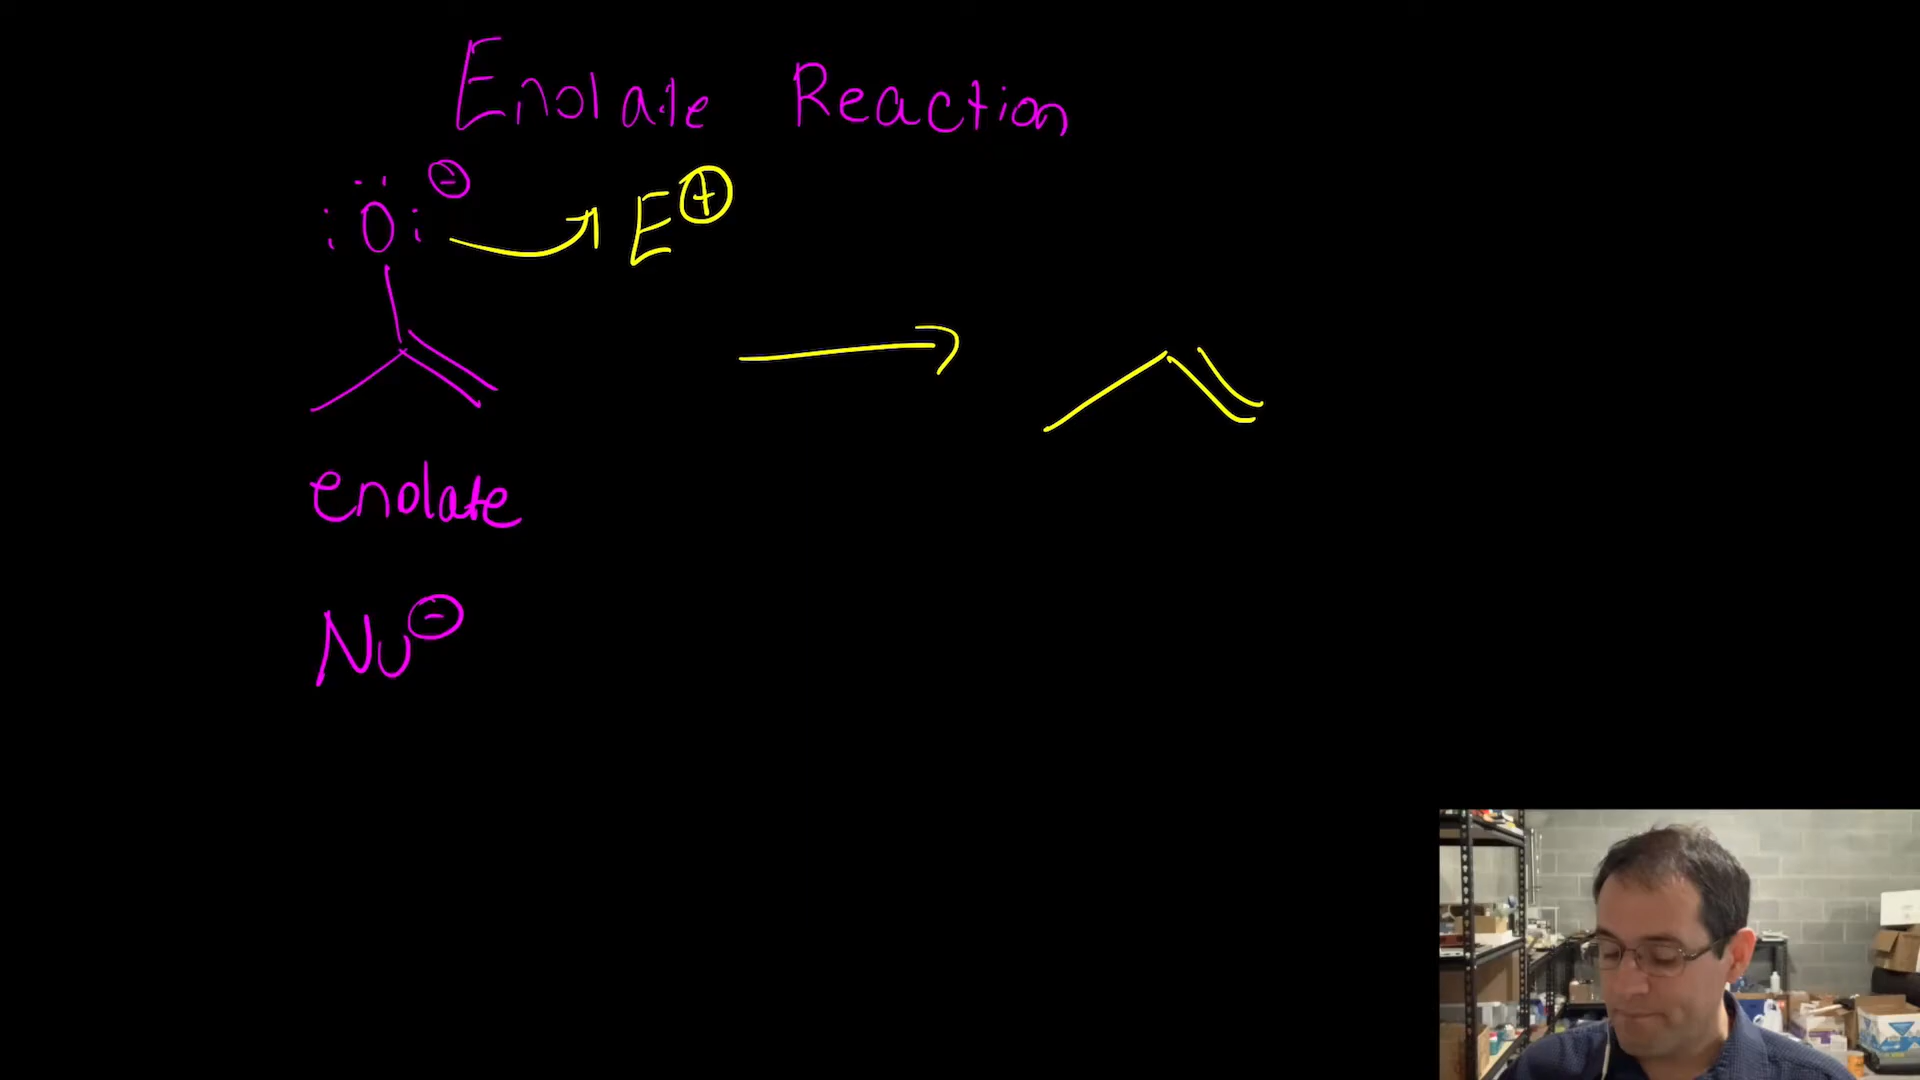 Enolate Reaction
:Ö: ⊖
E⊕
enolate
Nu⊖